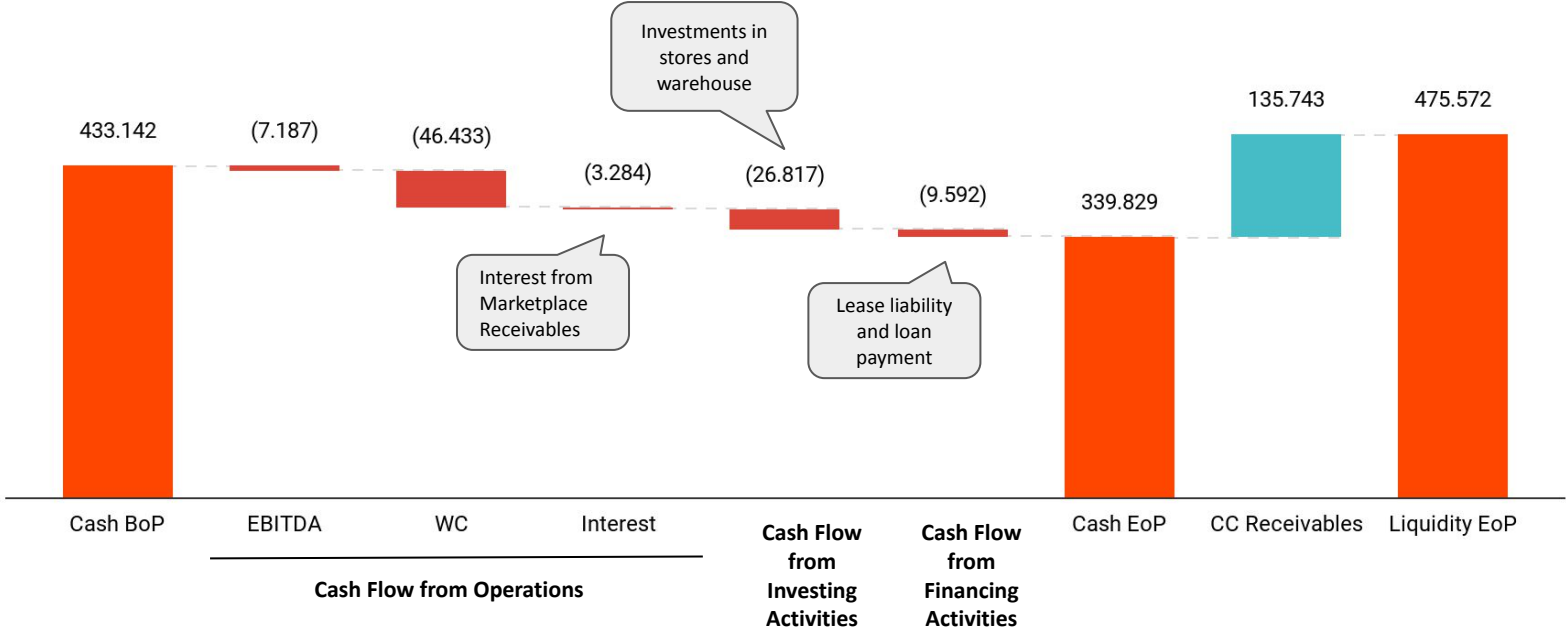 Investments in
stores and
warehouse
433.142
(7.187)
(46.433)
(3.284)
(26.817)
(9.592)
339.829
135.743
475.572
Interest from
Marketplace
Receivables
Lease liability
and loan
payment
Cash BoP
EBITDA
WC
Interest
Cash Flow
from
Investing
Activities
Cash Flow
from
Financing
Activities
Cash EoP
CC Receivables
Liquidity EoP
Cash Flow from Operations